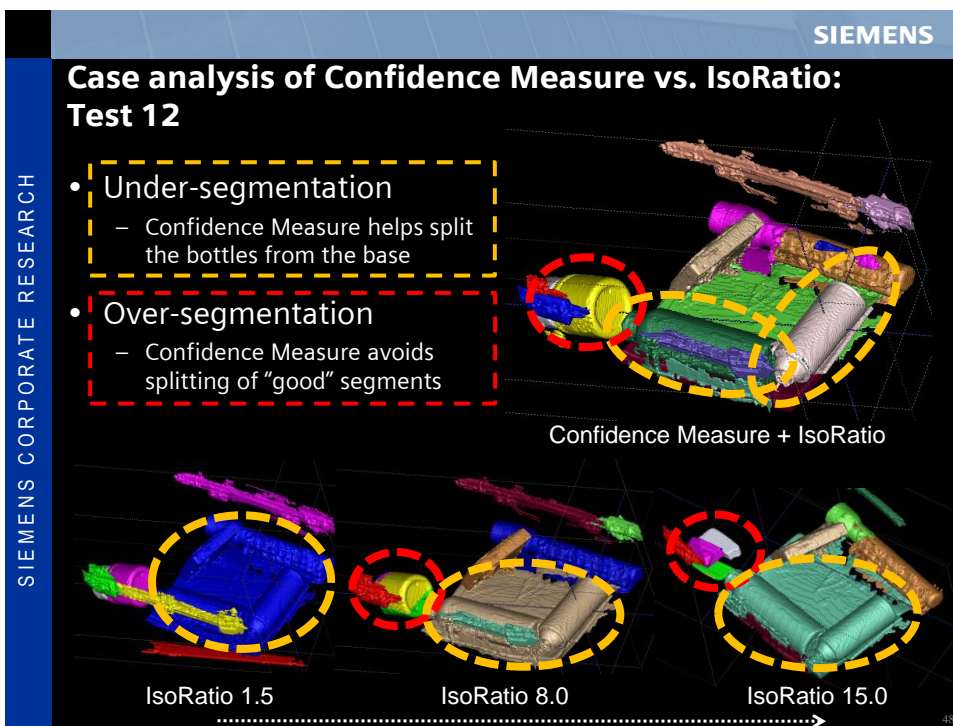 SIEMENS
Case analysis of Confidence Measure vs. IsoRatio:
Test 12
SIEMENS CORPORATE RESEARCH
• Under-segmentation
– Confidence Measure helps split
the bottles from the base
• Over-segmentation
– Confidence Measure avoids
splitting of “good” segments
Confidence Measure + IsoRatio
IsoRatio 1.5
IsoRatio 8.0
IsoRatio 15.0
48